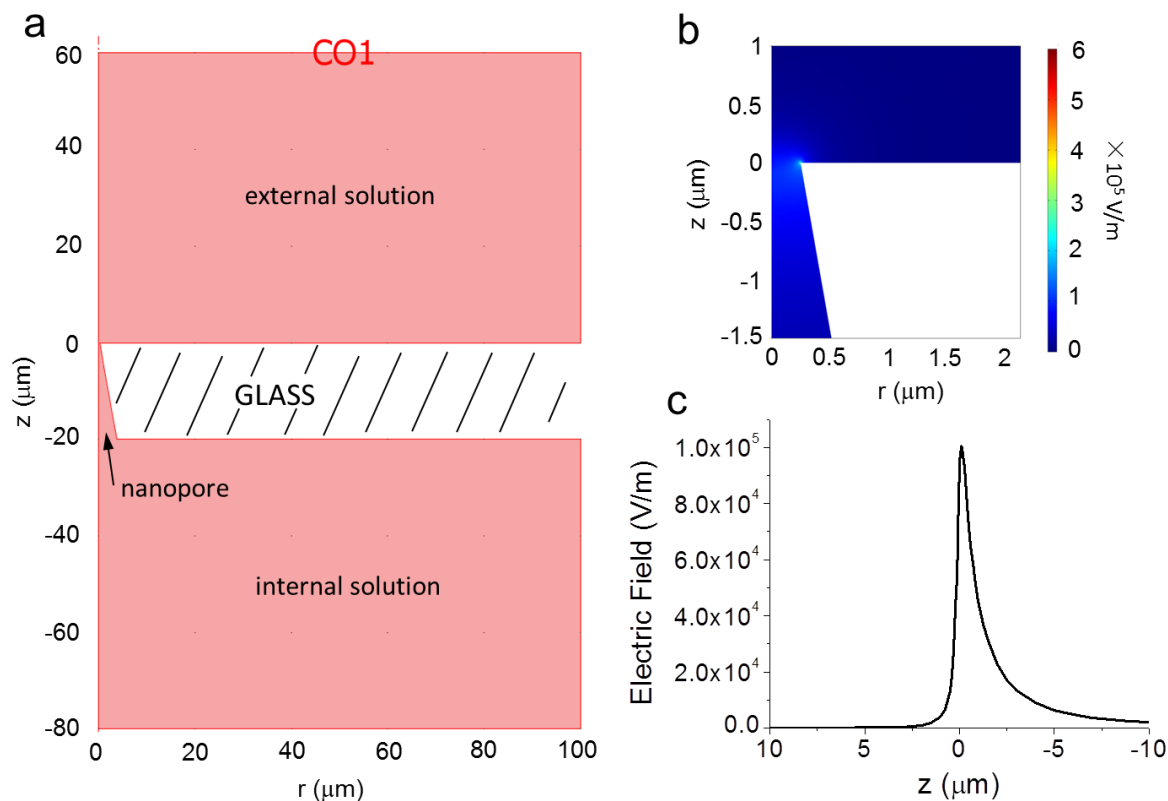 a
CO1
60
40
20
0
-20
-40
-60
-80
z (μm)
external solution
GLASS
nanopore
internal solution
0
20
40
60
80
100
r (μm)
b
1
0.5
0
-0.5
-1
-1.5
z (μm)
0
0.5
1
1.5
2
r (μm)
6
5
4
3
2
1
0
× 10⁵ V/m
c
1.0x10⁵
8.0x10⁴
6.0x10⁴
4.0x10⁴
2.0x10⁴
0.0
Electric Field (V/m)
10
5
0
-5
-10
z (μm)